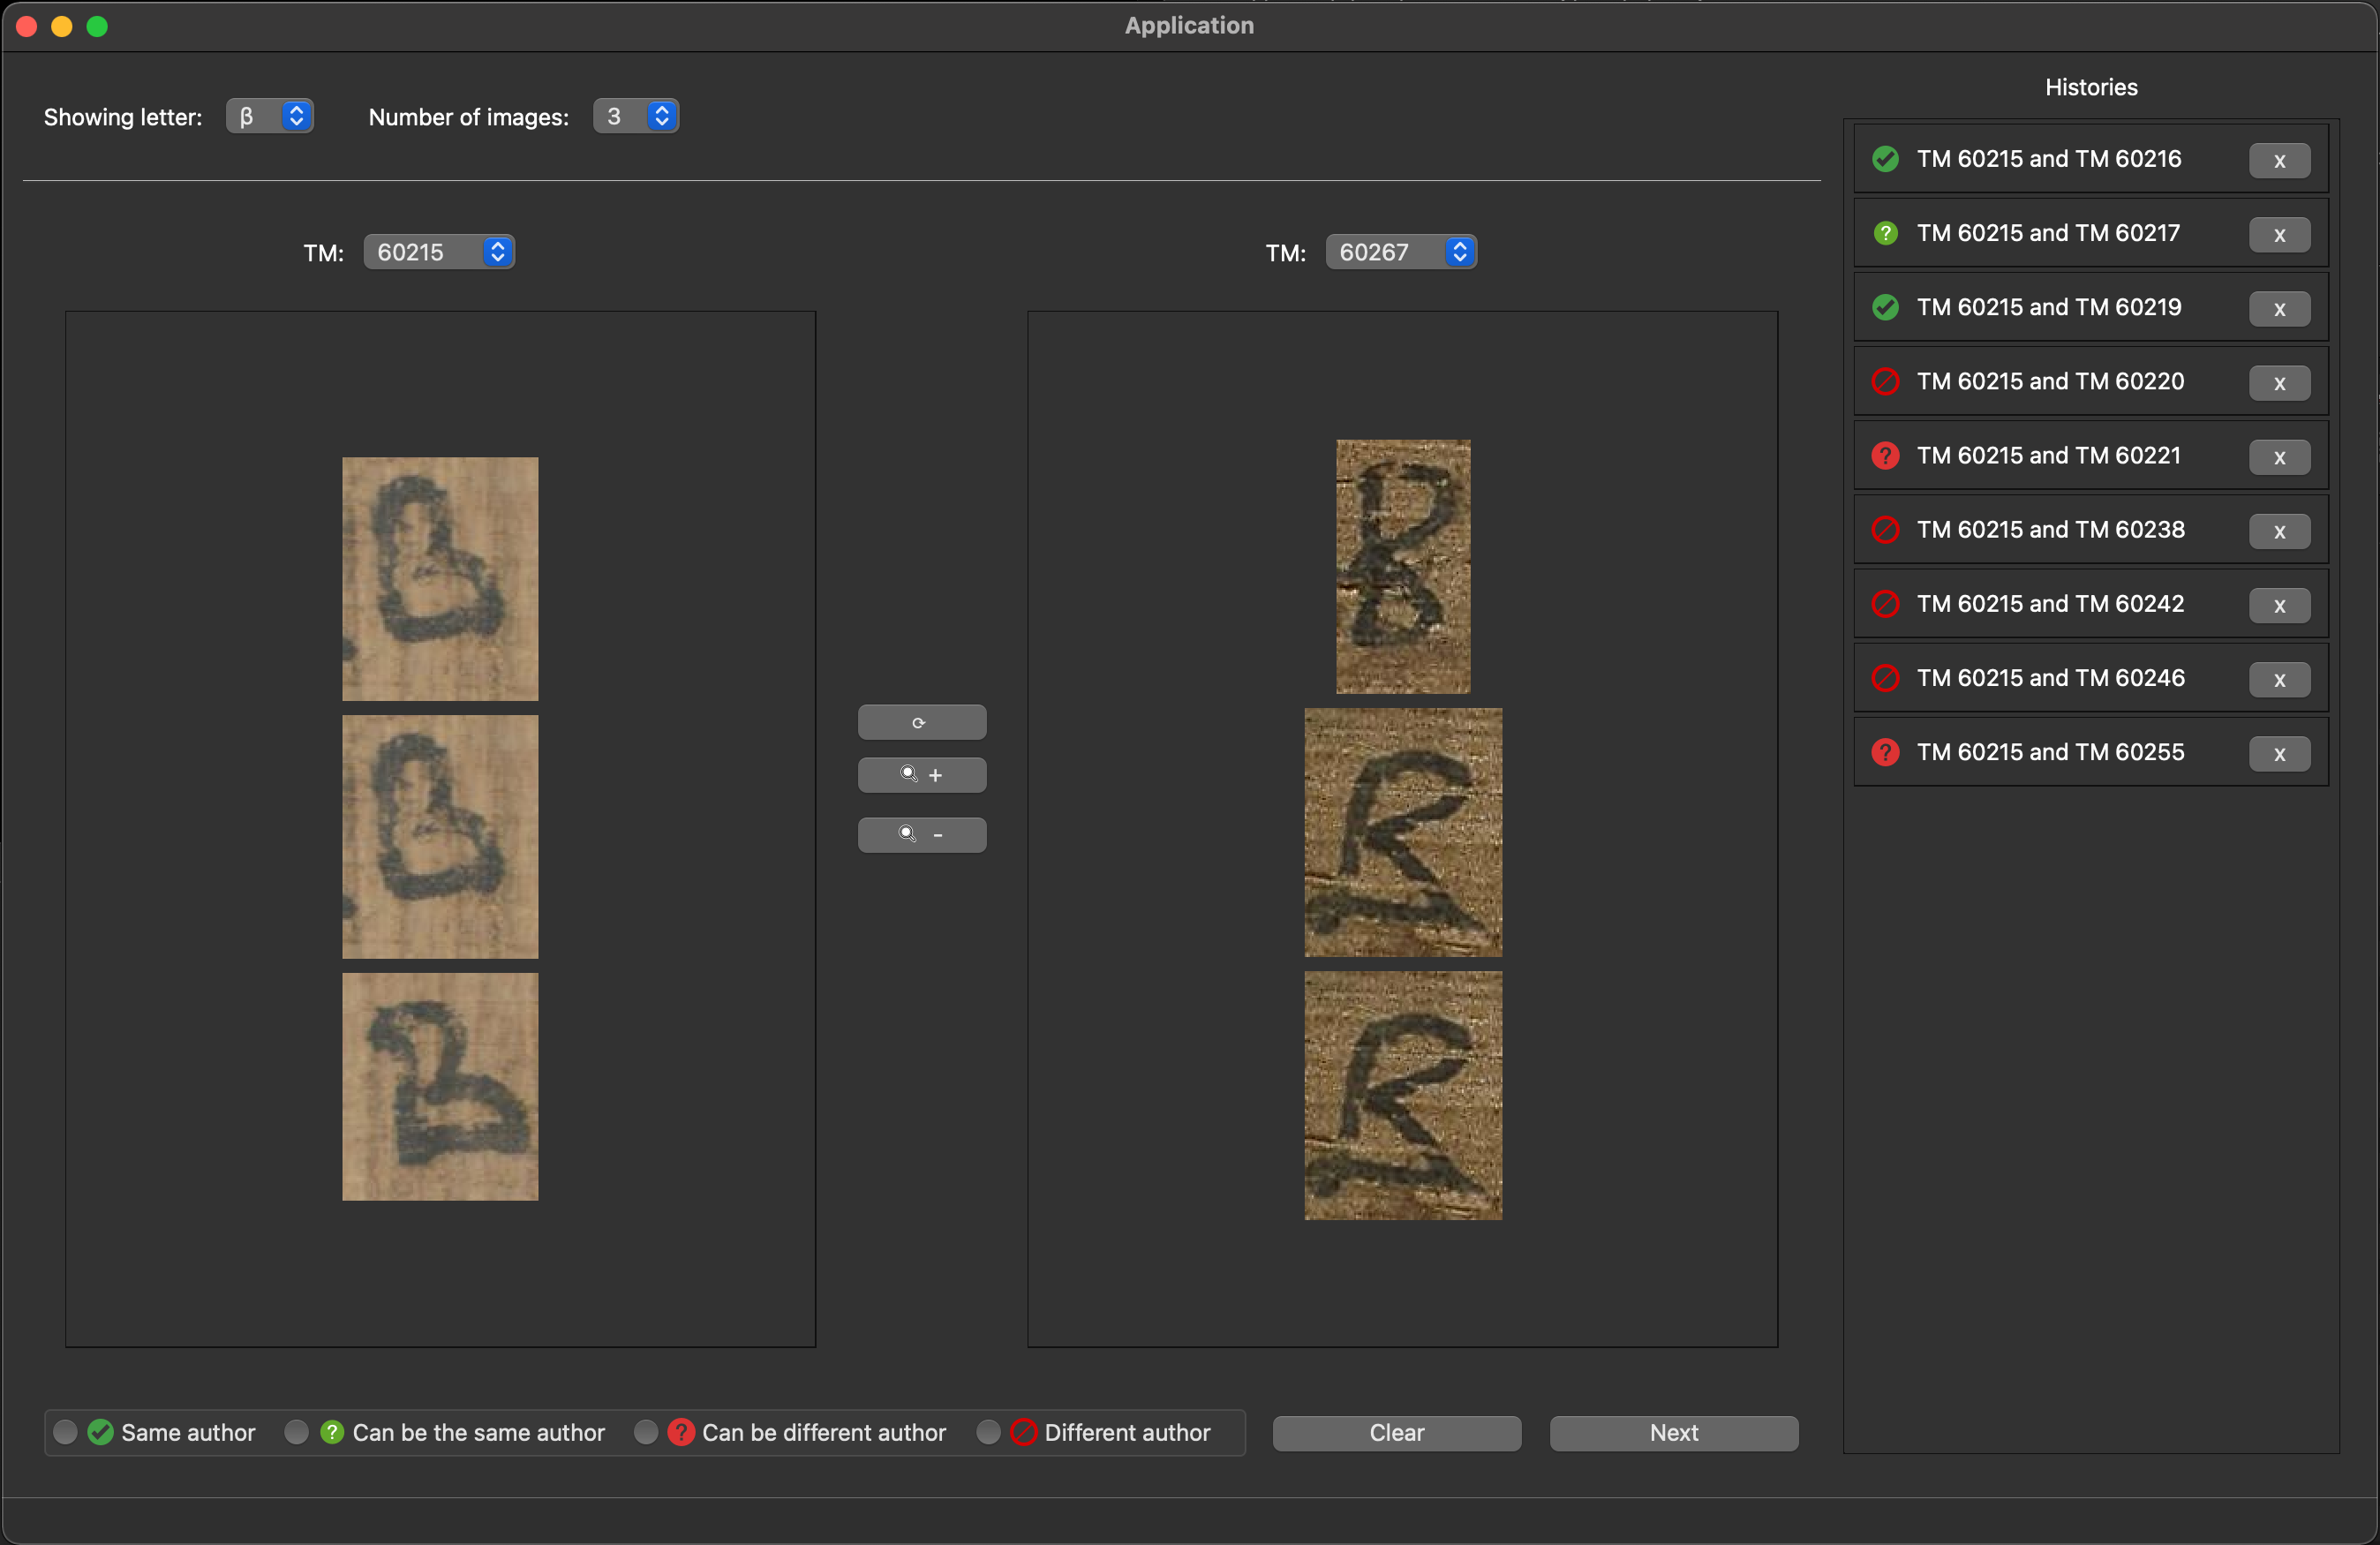 Application
Showing letter: β Number of images: 3
TM: 60215
TM: 60267
+
-
Same author Can be the same author Can be different author Different author
Clear Next
Histories
TM 60215 and TM 60216 x
TM 60215 and TM 60217 x
TM 60215 and TM 60219 x
TM 60215 and TM 60220 x
TM 60215 and TM 60221 x
TM 60215 and TM 60238 x
TM 60215 and TM 60242 x
TM 60215 and TM 60246 x
TM 60215 and TM 60255 x